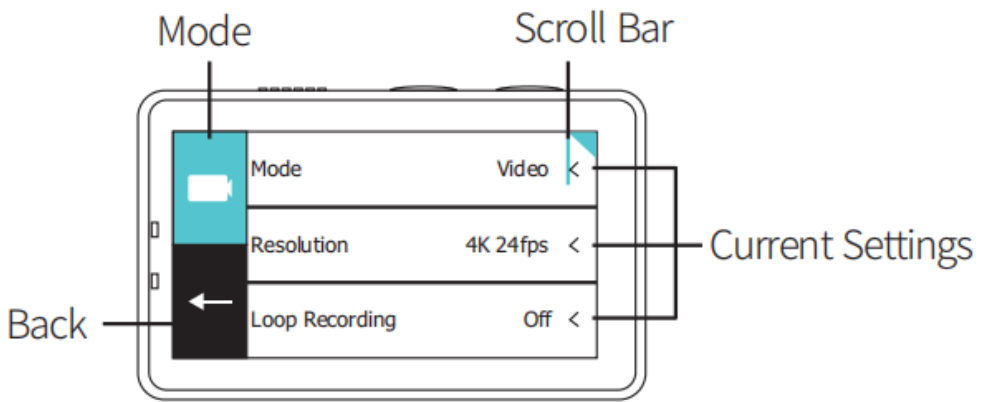 Mode
Scroll Bar
Mode Video <
Resolution 4K 24fps <
Current Settings
Loop Recording Off <
Back